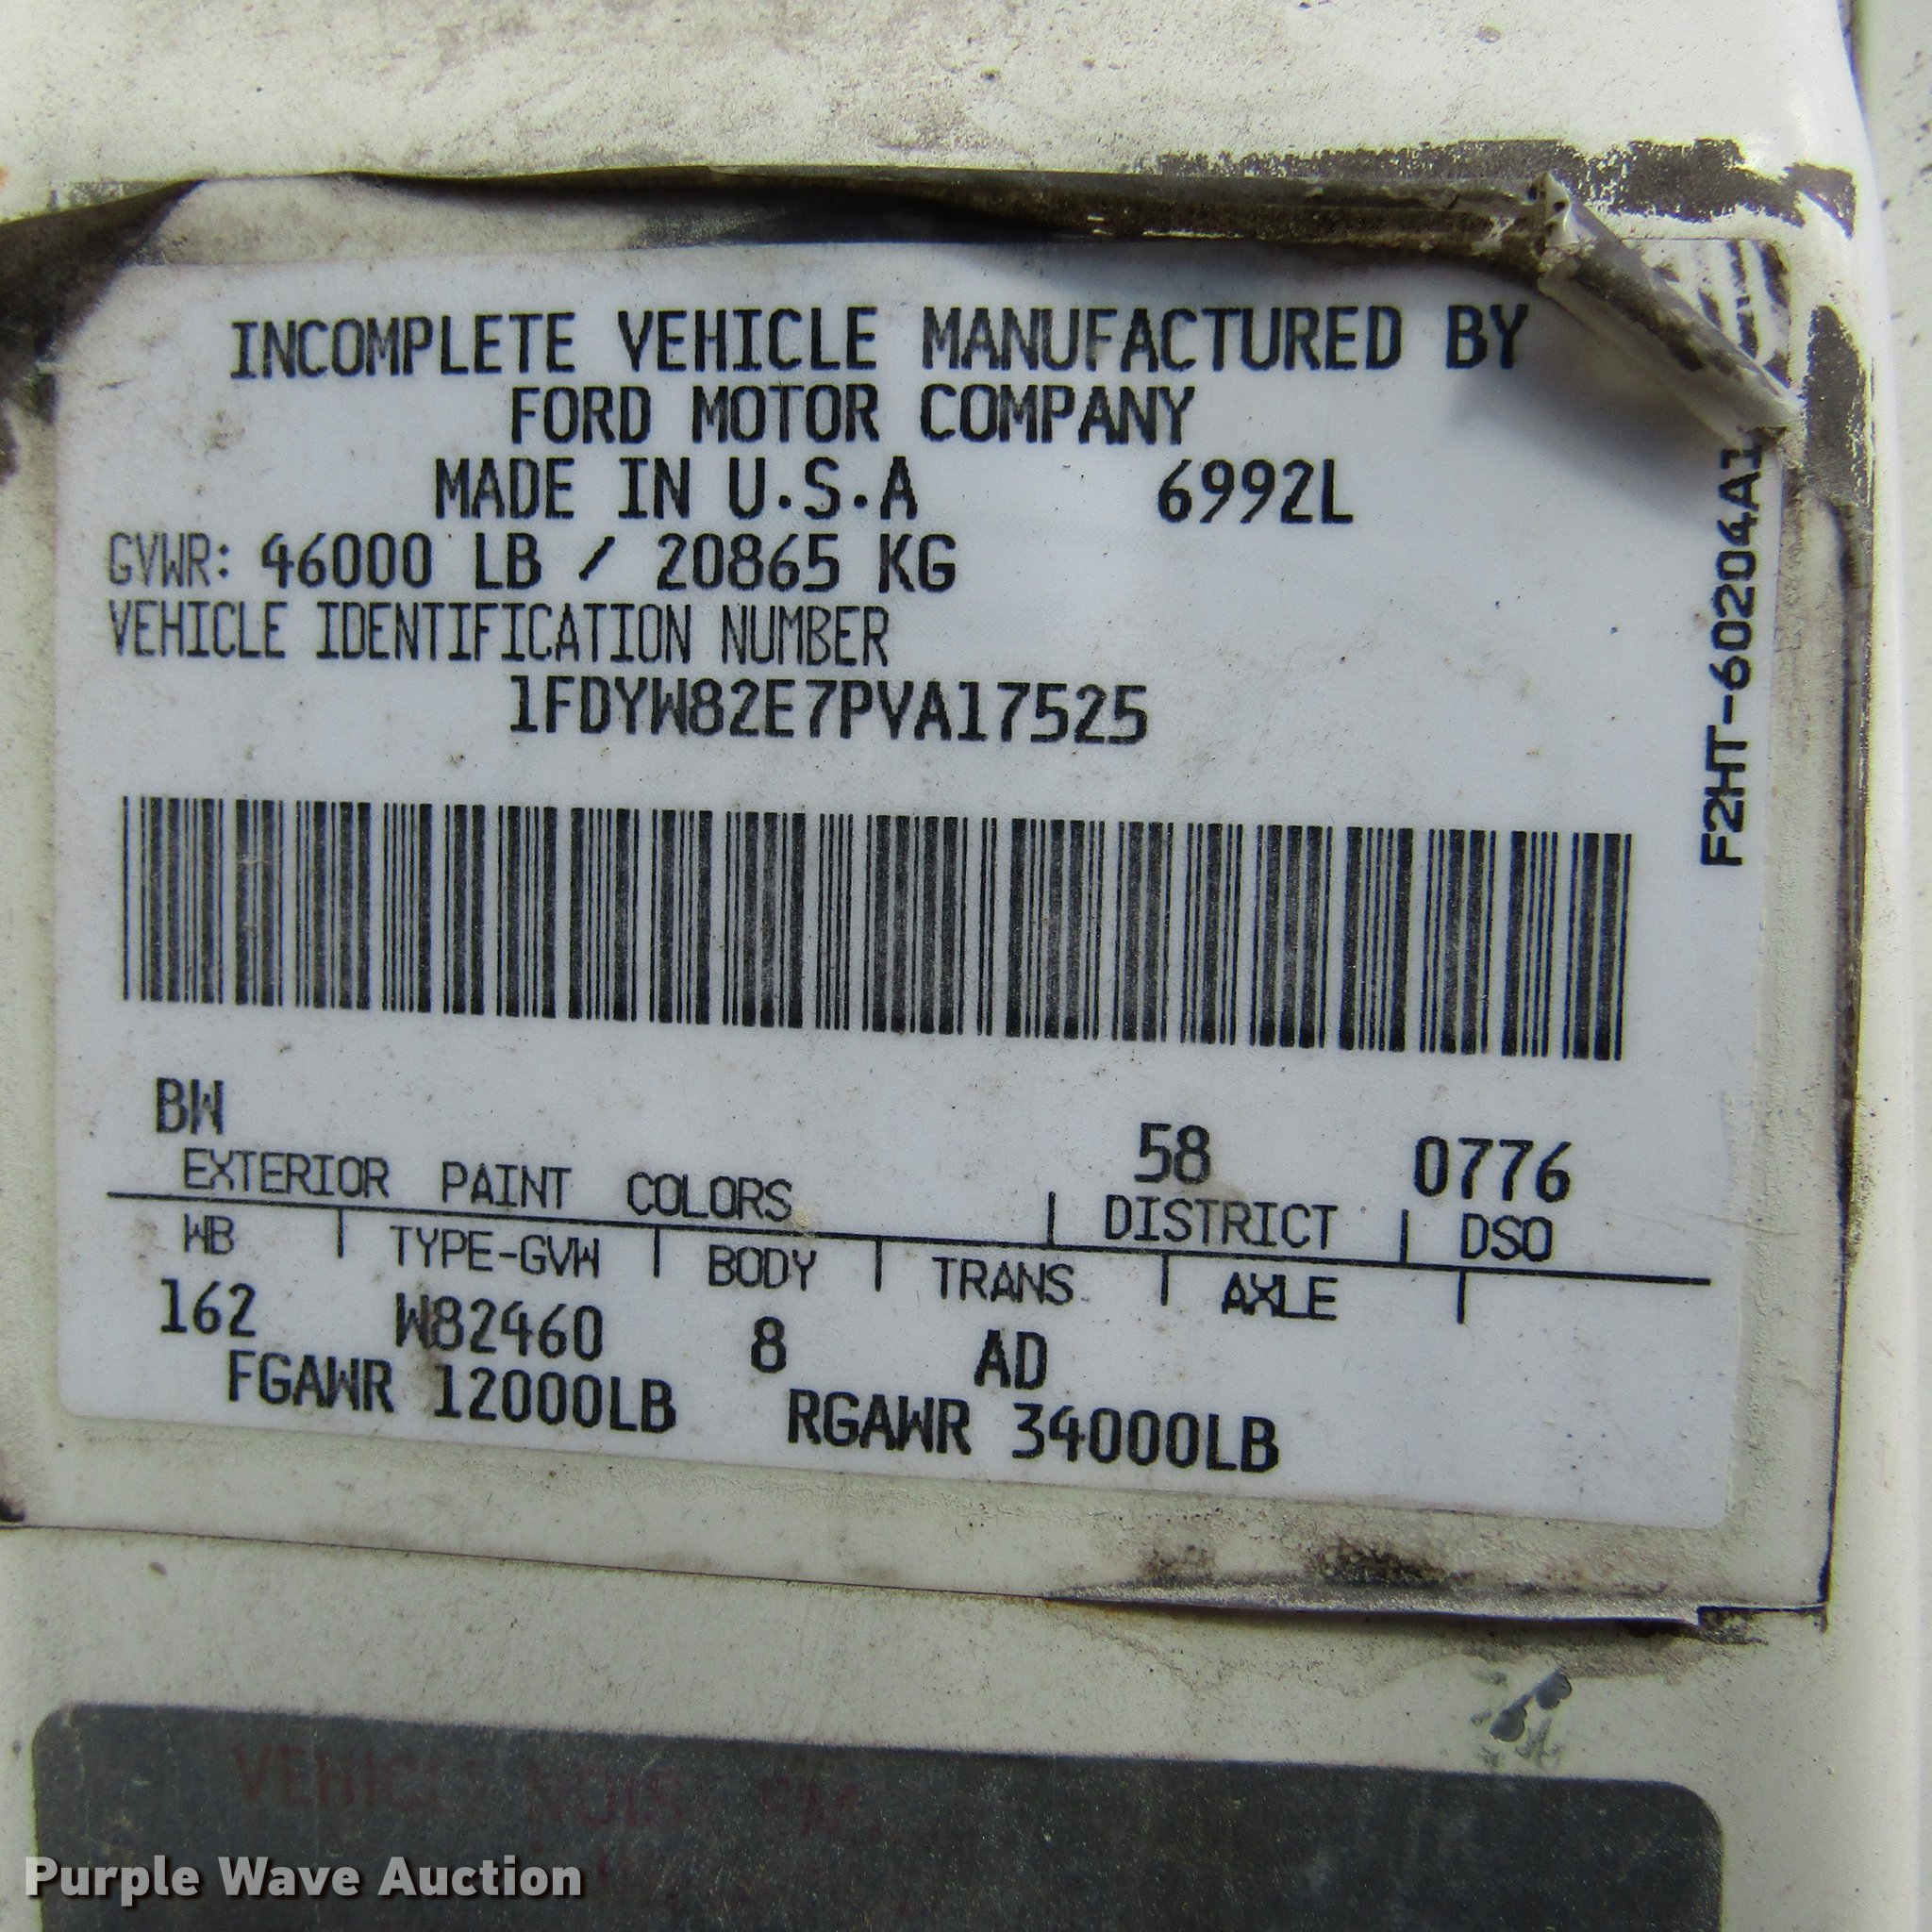 INCOMPLETE VEHICLE MANUFACTURED BY
FORD MOTOR COMPANY
MADE IN U.S.A 6992L
GVWR: 46000 LB / 20865 KG
VEHICLE IDENTIFICATION NUMBER
1FDYW82E7PVA17525
F2HT-60204A1
BW 58 0776
EXTERIOR PAINT COLORS DISTRICT DSO
WB TYPE-GVW BODY TRANS. AXLE
162 W82460 8 AD
FGAWR 12000LB RGAWR 34000LB
VEHICLE NOISE
Purple Wave Auction